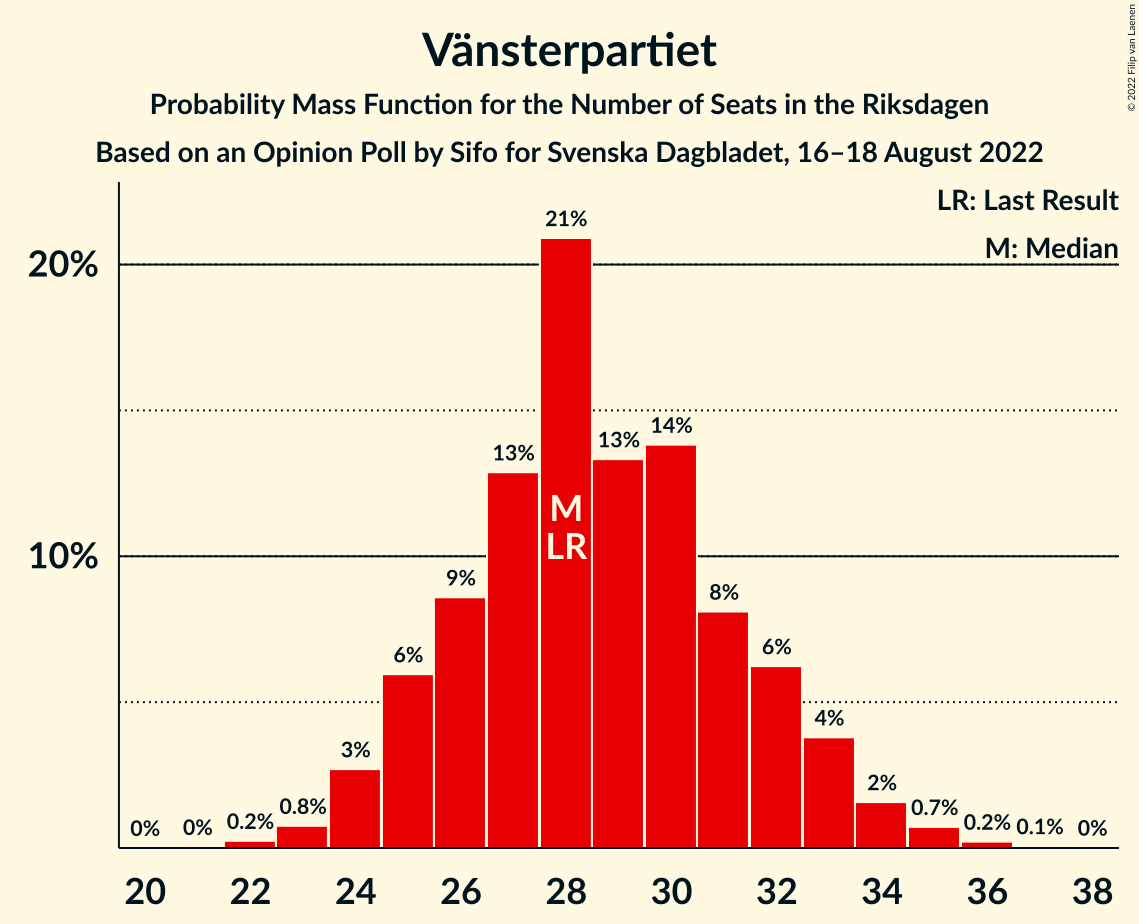 © 2022 Filip van Laenen
Vänsterpartiet
Probability Mass Function for the Number of Seats in the Riksdagen
Based on an Opinion Poll by Sifo for Svenska Dagbladet, 16–18 August 2022
LR: Last Result
M: Median
20%
10%
0%
0%
0.2%
0.8%
3%
6%
9%
13%
21%
13%
14%
8%
6%
4%
2%
0.7%
0.2%
0.1%
0%
M
LR
20 22 24 26 28 30 32 34 36 38